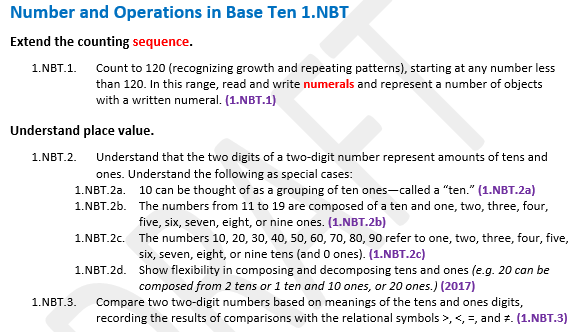 Number and Operations in Base Ten 1.NBT
Extend the counting sequence.
1.NBT.1. Count to 120 (recognizing growth and repeating patterns), starting at any number less
than 120. In this range, read and write numerals and represent a number of objects
with a written numeral. (1.NBT.1)
Understand place value.
1.NBT.2. Understand that the two digits of a two-digit number represent amounts of tens and
ones. Understand the following as special cases:
1.NBT.2a. 10 can be thought of as a grouping of ten ones—called a “ten.” (1.NBT.2a)
1.NBT.2b. The numbers from 11 to 19 are composed of a ten and one, two, three, four,
five, six, seven, eight, or nine ones. (1.NBT.2b)
1.NBT.2c. The numbers 10, 20, 30, 40, 50, 60, 70, 80, 90 refer to one, two, three, four, five,
six, seven, eight, or nine tens (and 0 ones). (1.NBT.2c)
1.NBT.2d. Show flexibility in composing and decomposing tens and ones (e.g. 20 can be
composed from 2 tens or 1 ten and 10 ones, or 20 ones.) (2017)
1.NBT.3. Compare two two-digit numbers based on meanings of the tens and ones digits,
recording the results of comparisons with the relational symbols >, <, =, and ≠. (1.NBT.3)
DRAFT